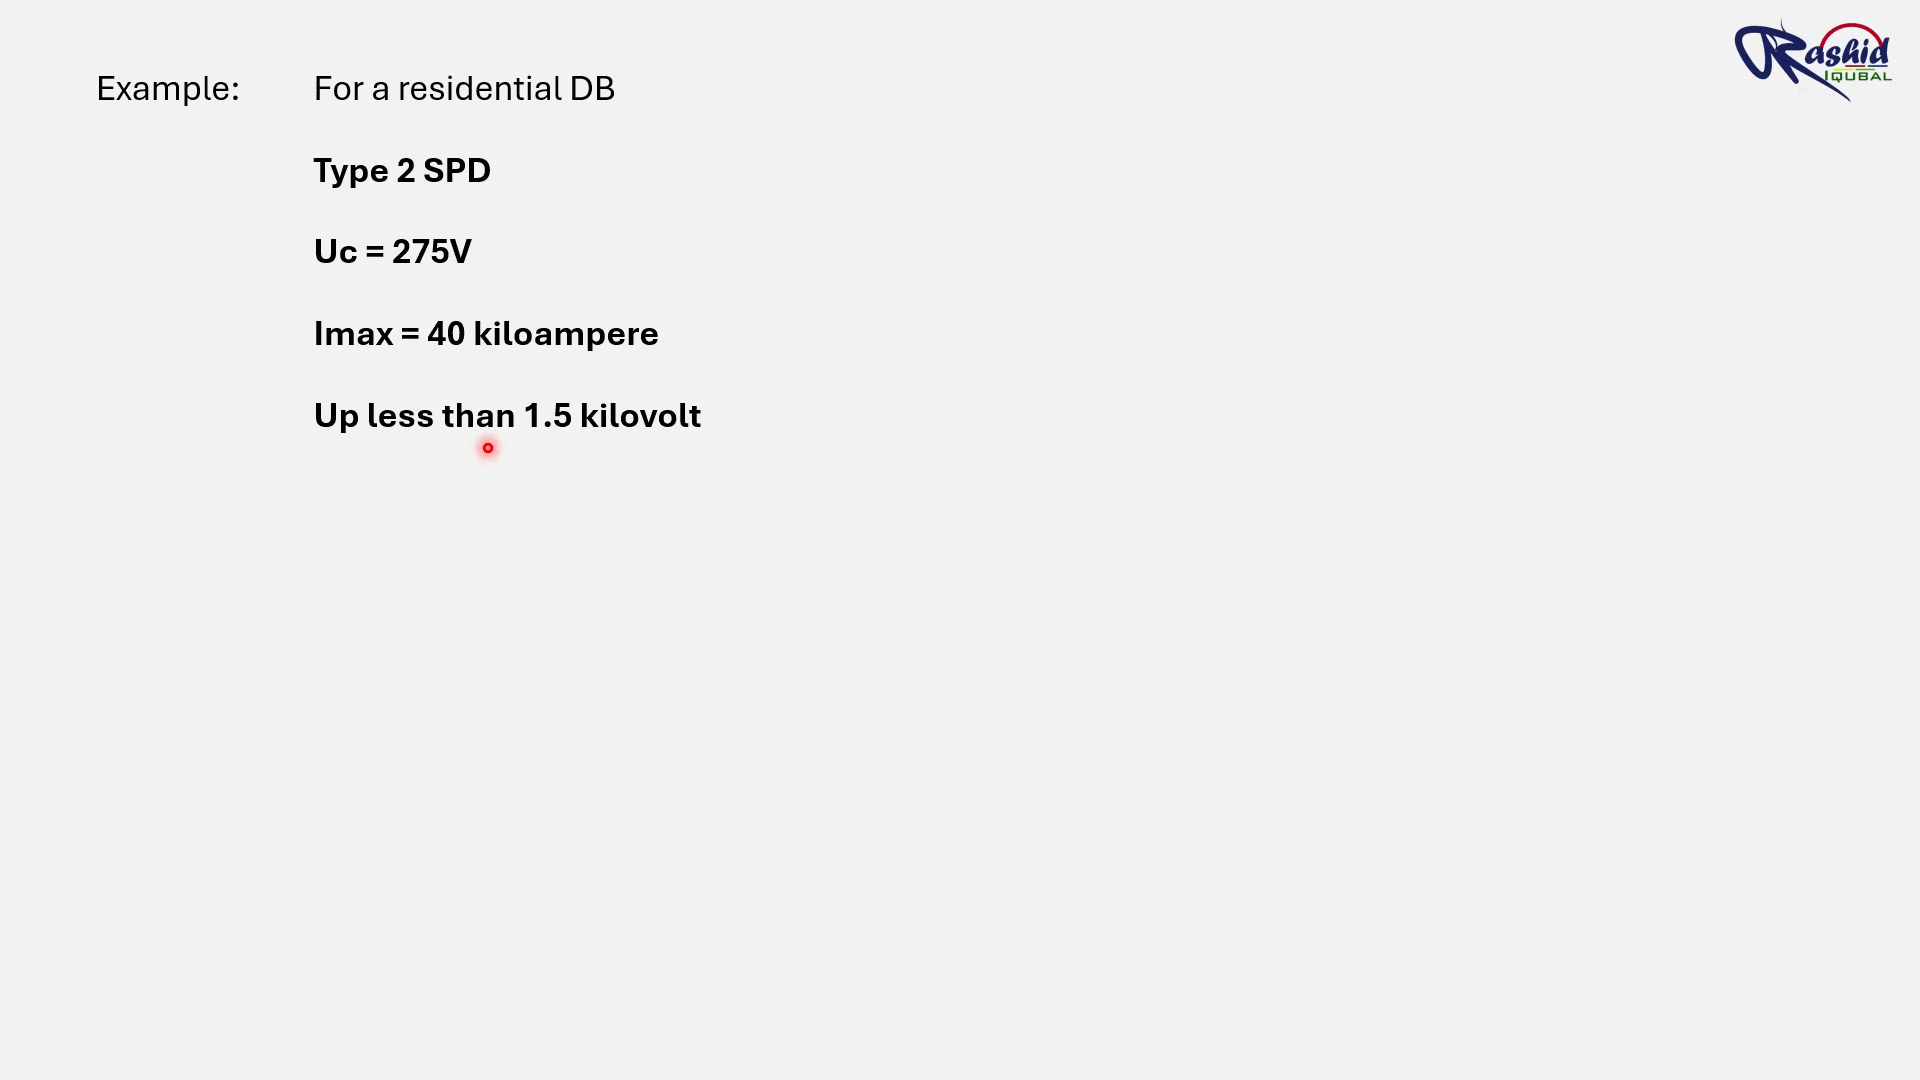 Rashid
IQUBAL
Example: For a residential DB
Type 2 SPD
Uc = 275V
Imax = 40 kiloampere
Up less than 1.5 kilovolt